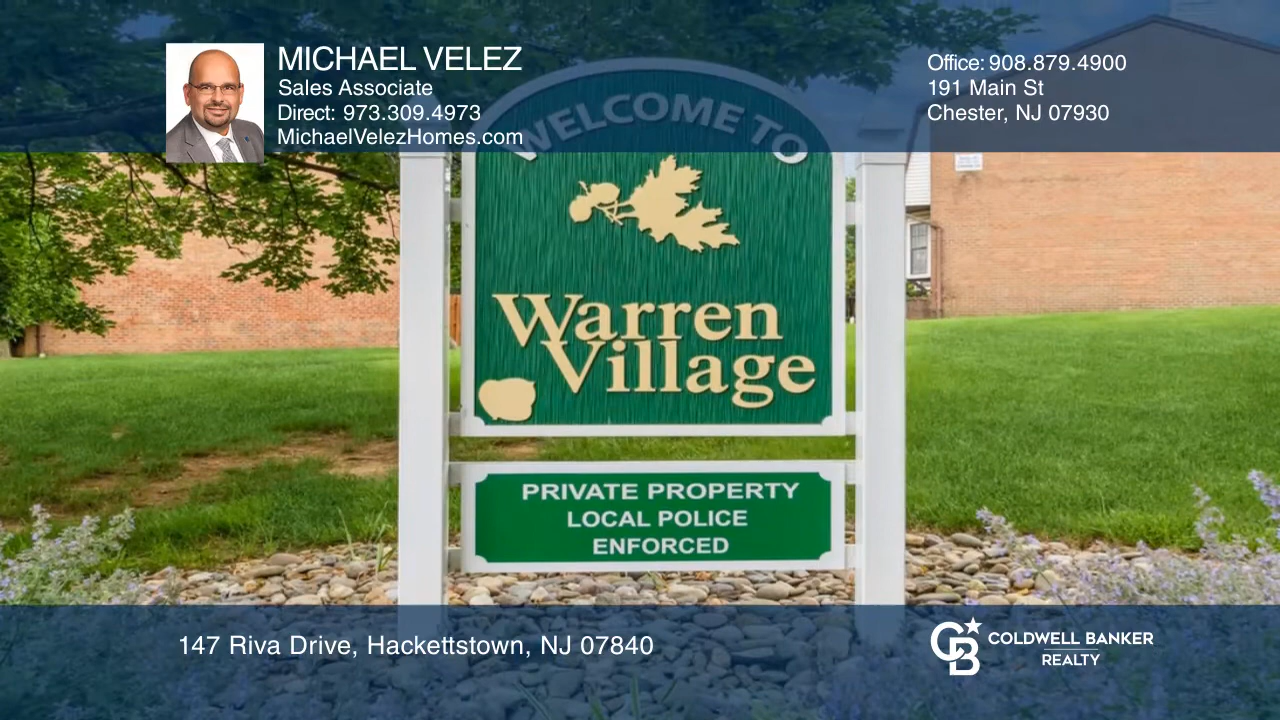 MICHAEL VELEZ
Sales Associate
Direct: 973.309.4973
MichaelVelezHomes.com
Office: 908.879.4900
191 Main St
Chester, NJ 07930
WELCOME TO
Warren
Village
PRIVATE PROPERTY
LOCAL POLICE
ENFORCED
147 Riva Drive, Hackettstown, NJ 07840
CB
COLDWELL BANKER
REALTY